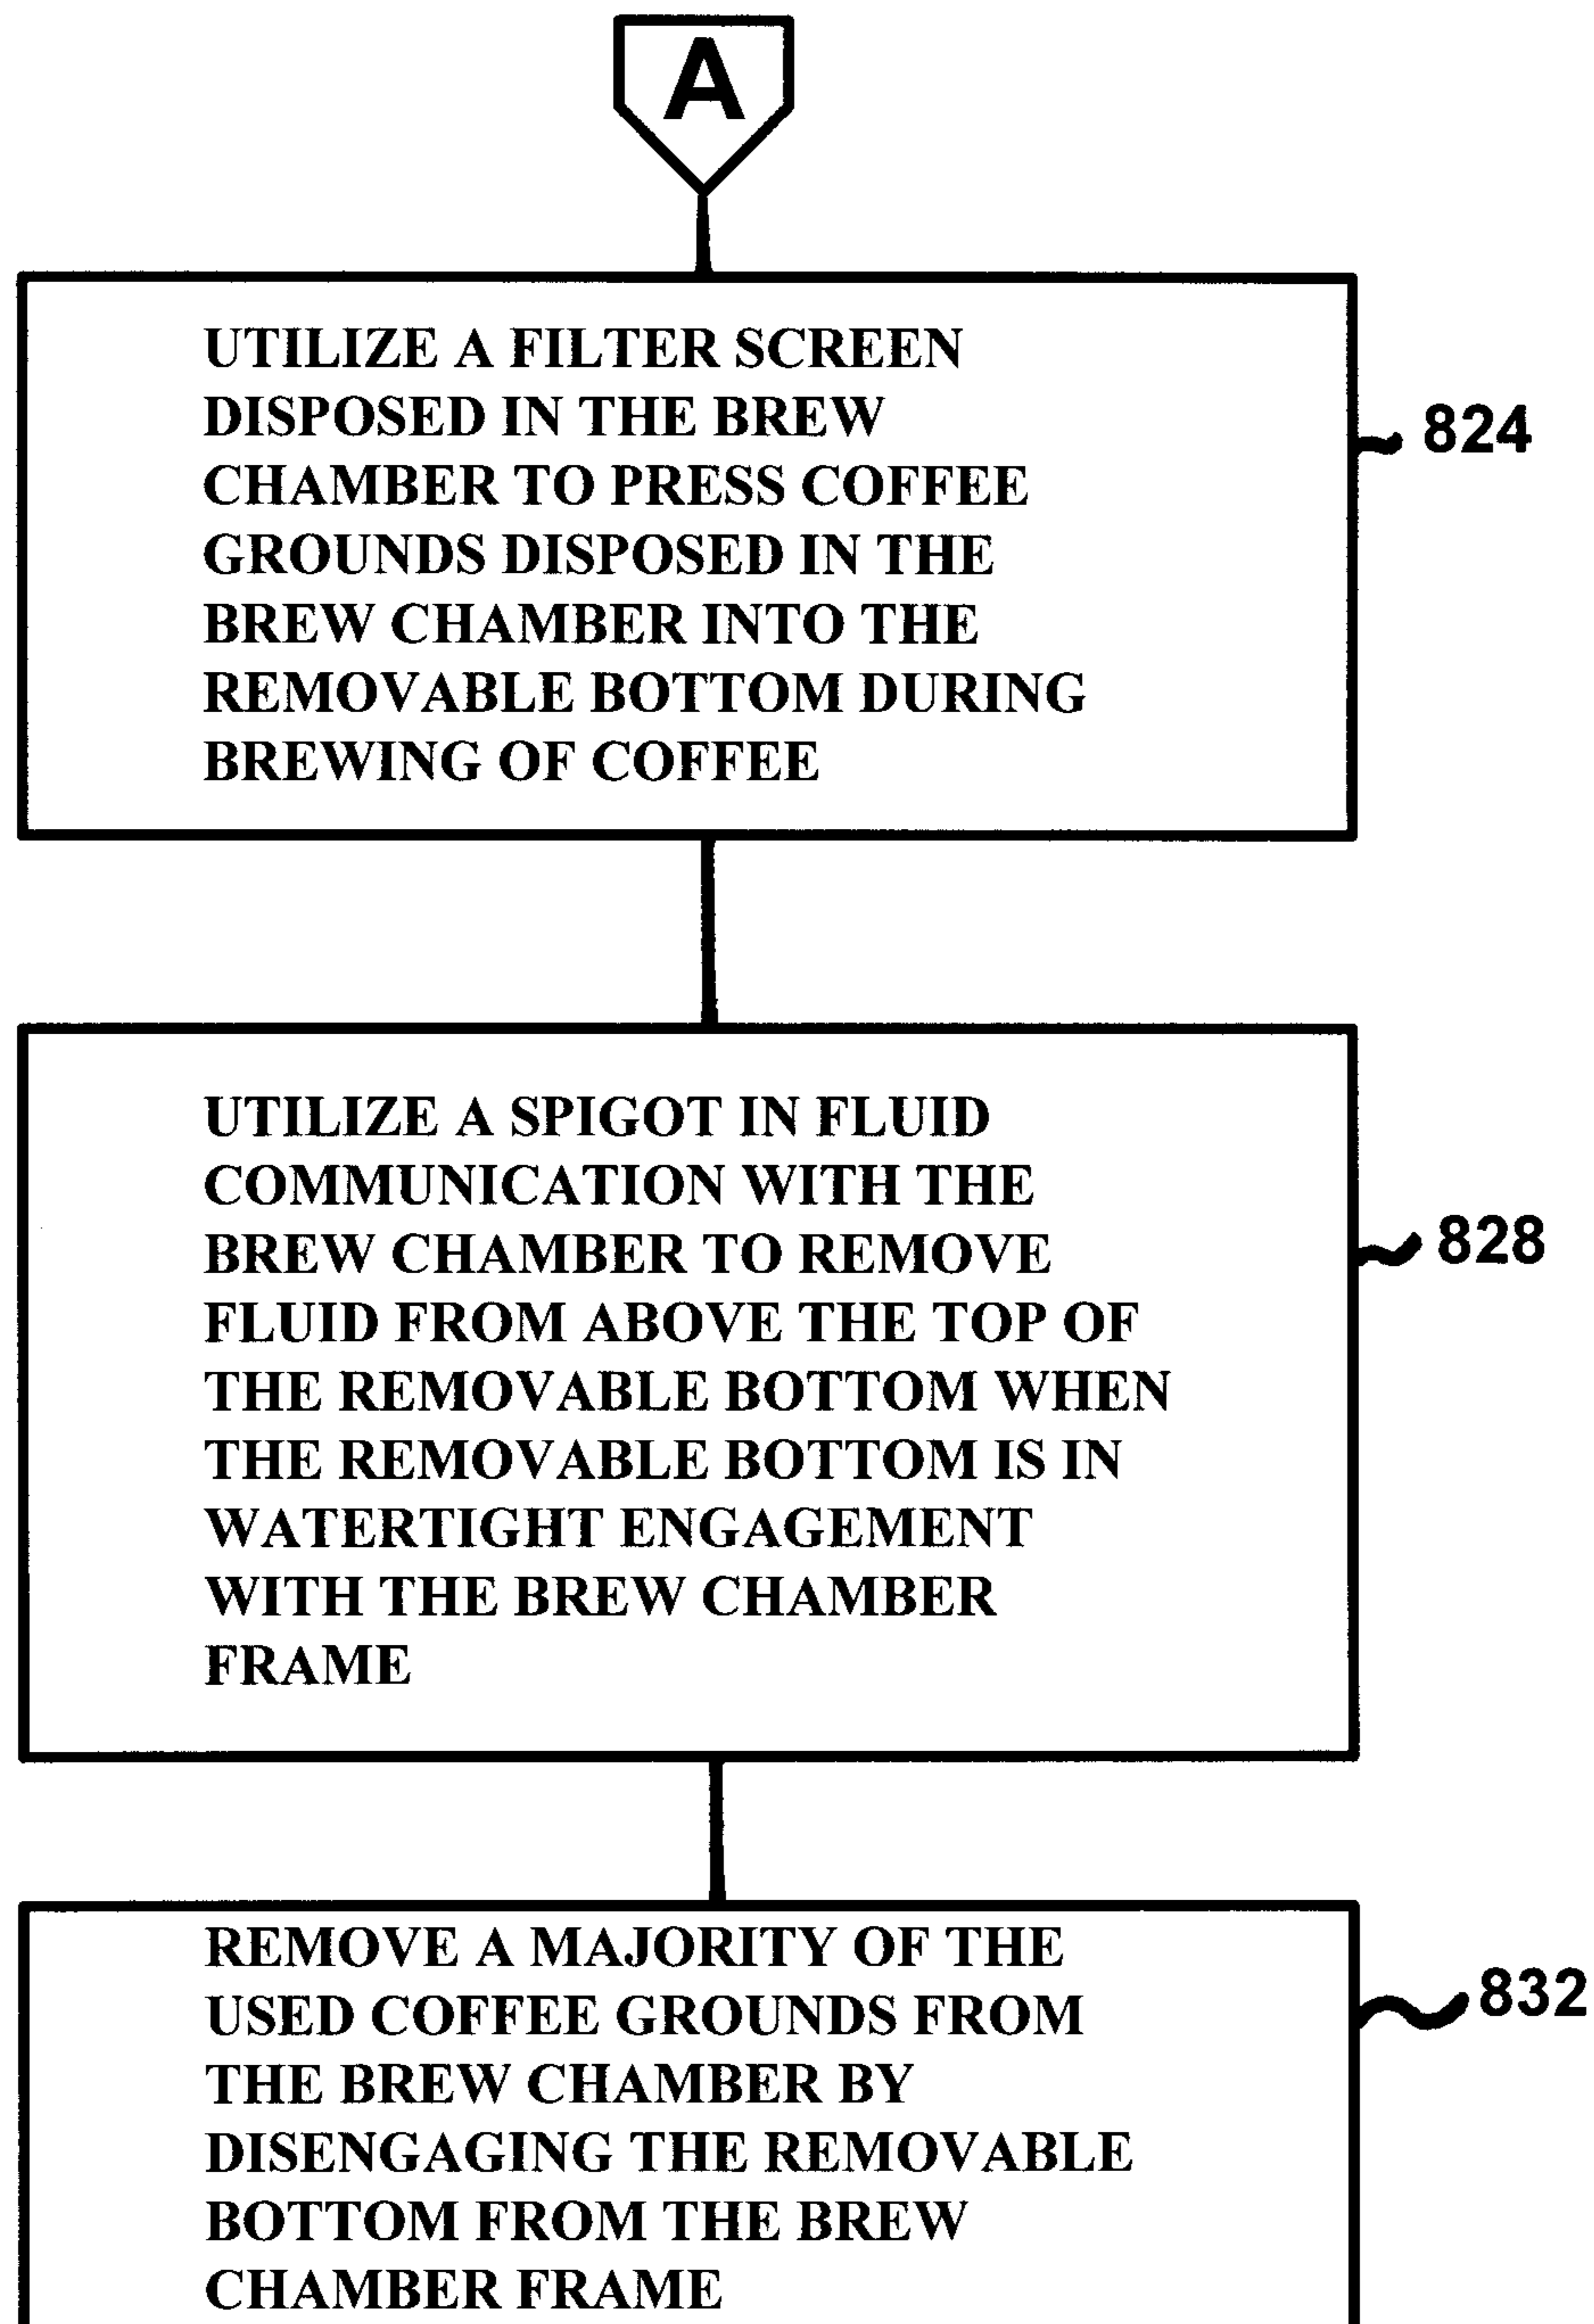 A
UTILIZE A FILTER SCREEN
DISPOSED IN THE BREW
CHAMBER TO PRESS COFFEE
GROUNDS DISPOSED IN THE
BREW CHAMBER INTO THE
REMOVABLE BOTTOM DURING
BREWING OF COFFEE
824
UTILIZE A SPIGOT IN FLUID
COMMUNICATION WITH THE
BREW CHAMBER TO REMOVE
FLUID FROM ABOVE THE TOP OF
THE REMOVABLE BOTTOM WHEN
THE REMOVABLE BOTTOM IS IN
WATERTIGHT ENGAGEMENT
WITH THE BREW CHAMBER
FRAME
828
REMOVE A MAJORITY OF THE
USED COFFEE GROUNDS FROM
THE BREW CHAMBER BY
DISENGAGING THE REMOVABLE
BOTTOM FROM THE BREW
CHAMBER FRAME
832